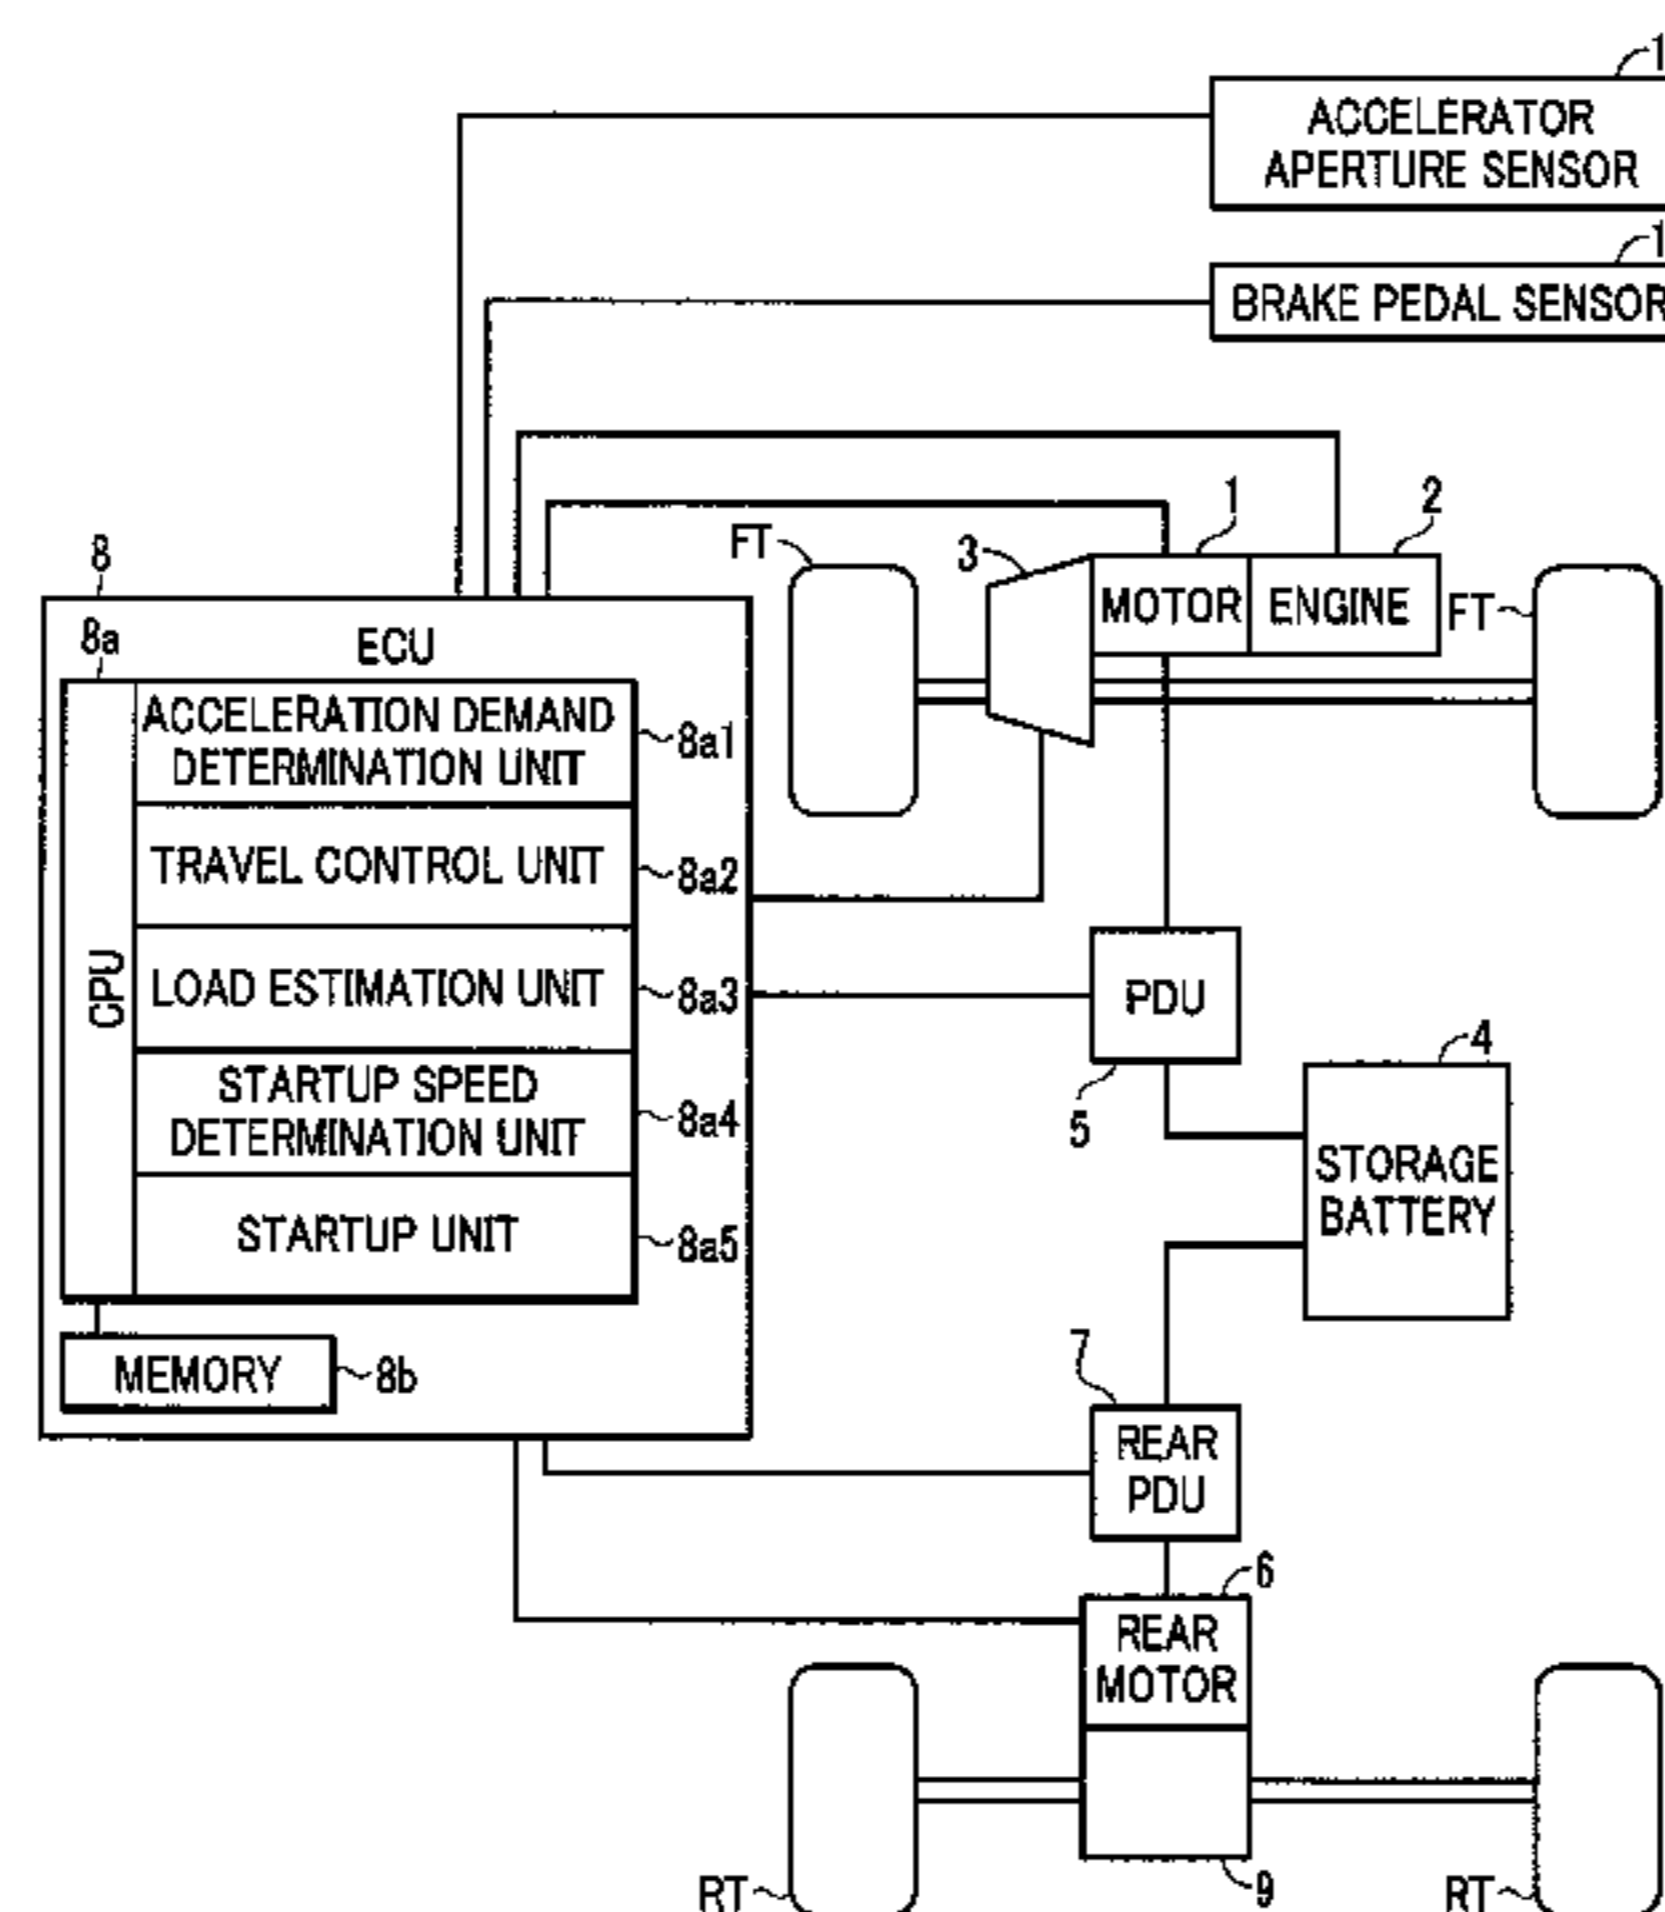 ACCELERATOR
APERTURE SENSOR
BRAKE PEDAL SENSOR
1
2
3
FT
MOTOR
ENGINE
FT
8
8a
ECU
CPU
ACCELERATION DEMAND
DETERMINATION UNIT
8a1
TRAVEL CONTROL UNIT
8a2
LOAD ESTIMATION UNIT
8a3
STARTUP SPEED
DETERMINATION UNIT
8a4
STARTUP UNIT
8a5
MEMORY
8b
PDU
5
4
STORAGE
BATTERY
7
REAR
PDU
6
REAR
MOTOR
9
RT
RT